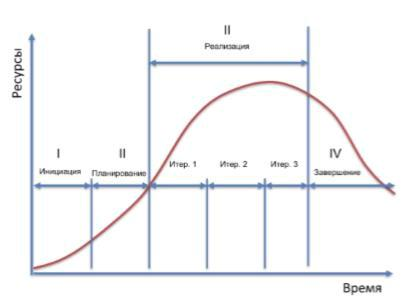 II
Реализация
Ресурсы
I
Инициация
II
Планирование
Итер. 1
Итер. 2
Итер. 3
IV
Завершение
Время